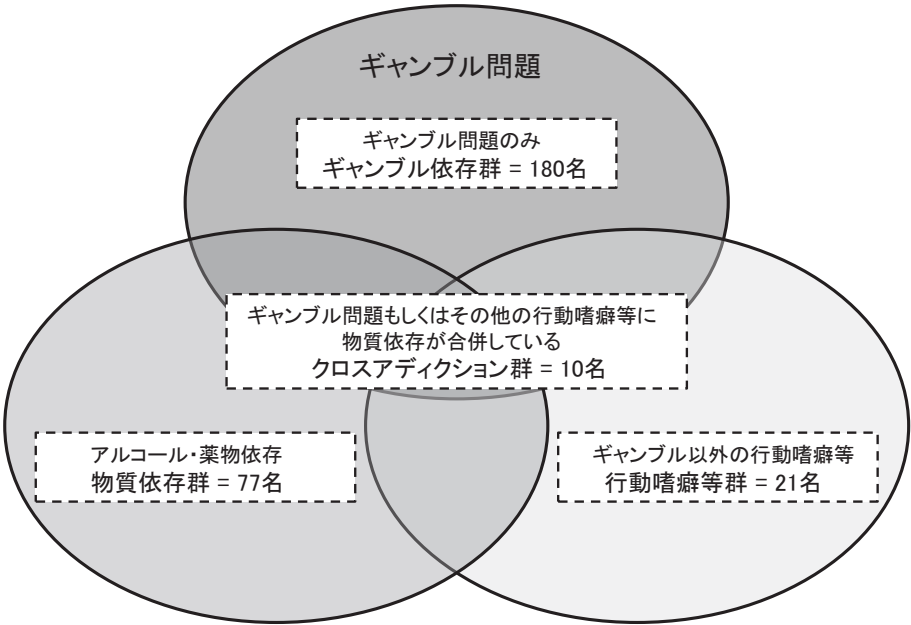 ギャンブル問題
ギャンブル問題のみ
ギャンブル依存群 = 180名
ギャンブル問題もしくはその他の行動嗜癖等に
物質依存が合併している
クロスアディクション群 = 10名
アルコール・薬物依存
物質依存群 = 77名
ギャンブル以外の行動嗜癖等
行動嗜癖等群 = 21名